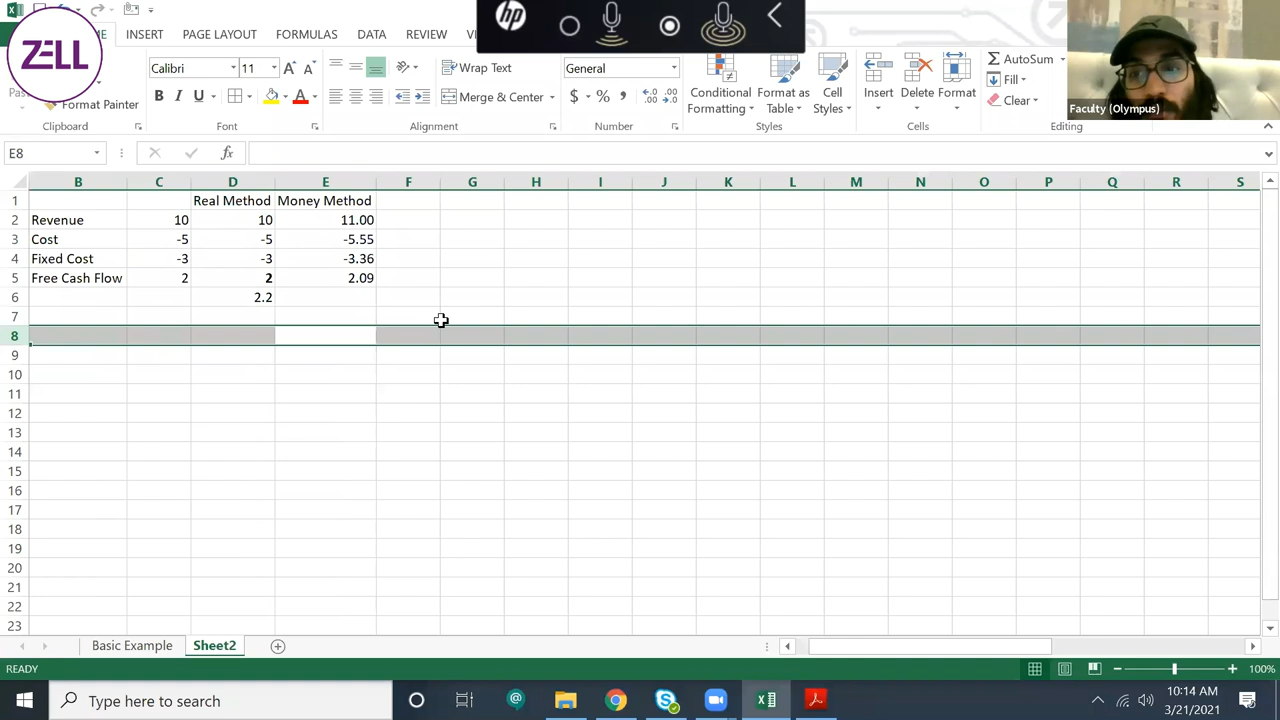 hp
ZELL
INSERT PAGE LAYOUT FORMULAS DATA REVIEW
Calibri 11 Wrap Text General AutoSum
Fill
Format Painter B I U Merge & Center $ % Conditional Formatting Format as Table Cell Styles Insert Delete Format Clear
Clipboard Font Alignment Number Styles Cells Editing
Faculty (Olympus)
E8 fx
B C D E F G H I J K L M N O P Q R S
1 Real Method Money Method
2 Revenue 10 10 11.00
3 Cost -5 -5 -5.55
4 Fixed Cost -3 -3 -3.36
5 Free Cash Flow 2 2 2.09
6 2.2
7
8
9
10
11
12
13
14
15
16
17
18
19
20
21
22
23
Basic Example Sheet2
READY 100%
Type here to search
10:14 AM
3/21/2021